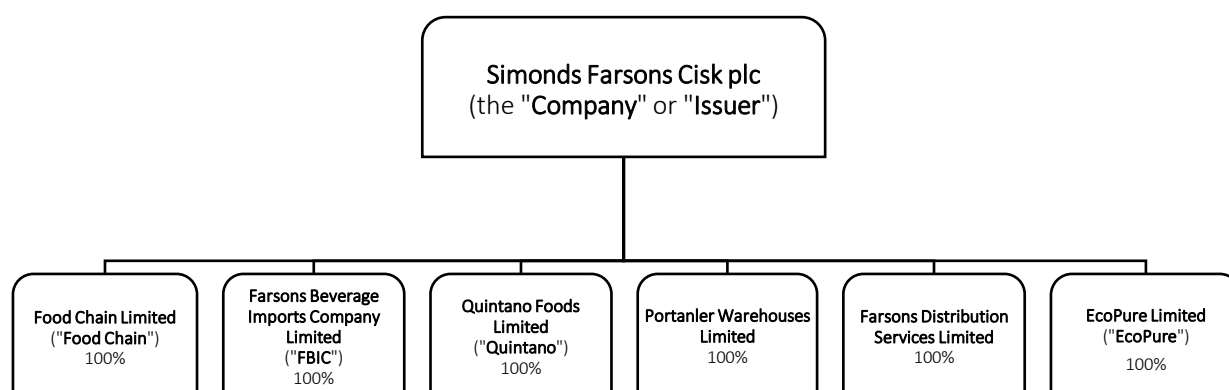 Simonds Farsons Cisk plc
(the "Company" or "Issuer")
Food Chain Limited
("Food Chain")
100%
Farsons Beverage
Imports Company
Limited
("FBIC")
100%
Quintano Foods
Limited
("Quintano")
100%
Portanler Warehouses
Limited
100%
Farsons Distribution
Services Limited
100%
EcoPure Limited
("EcoPure")
100%